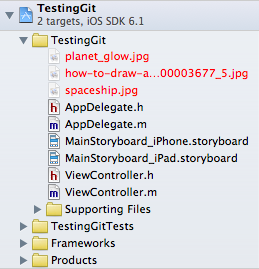 TestingGit
2 targets, iOS SDK 6.1
TestingGit
planet_glow.jpg
how-to-draw-a...00003677_5.jpg
spaceship.jpg
AppDelegate.h
AppDelegate.m
MainStoryboard_iPhone.storyboard
MainStoryboard_iPad.storyboard
ViewController.h
ViewController.m
Supporting Files
TestingGitTests
Frameworks
Products